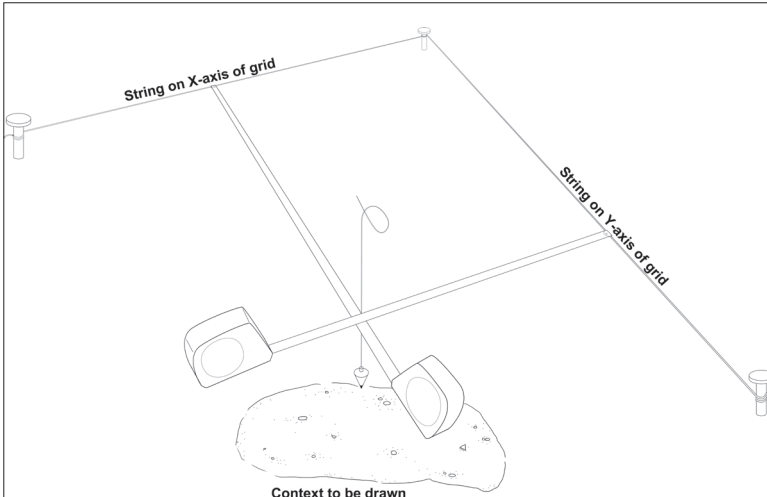 String on X-axis of grid
String on Y-axis of grid
Context to be drawn